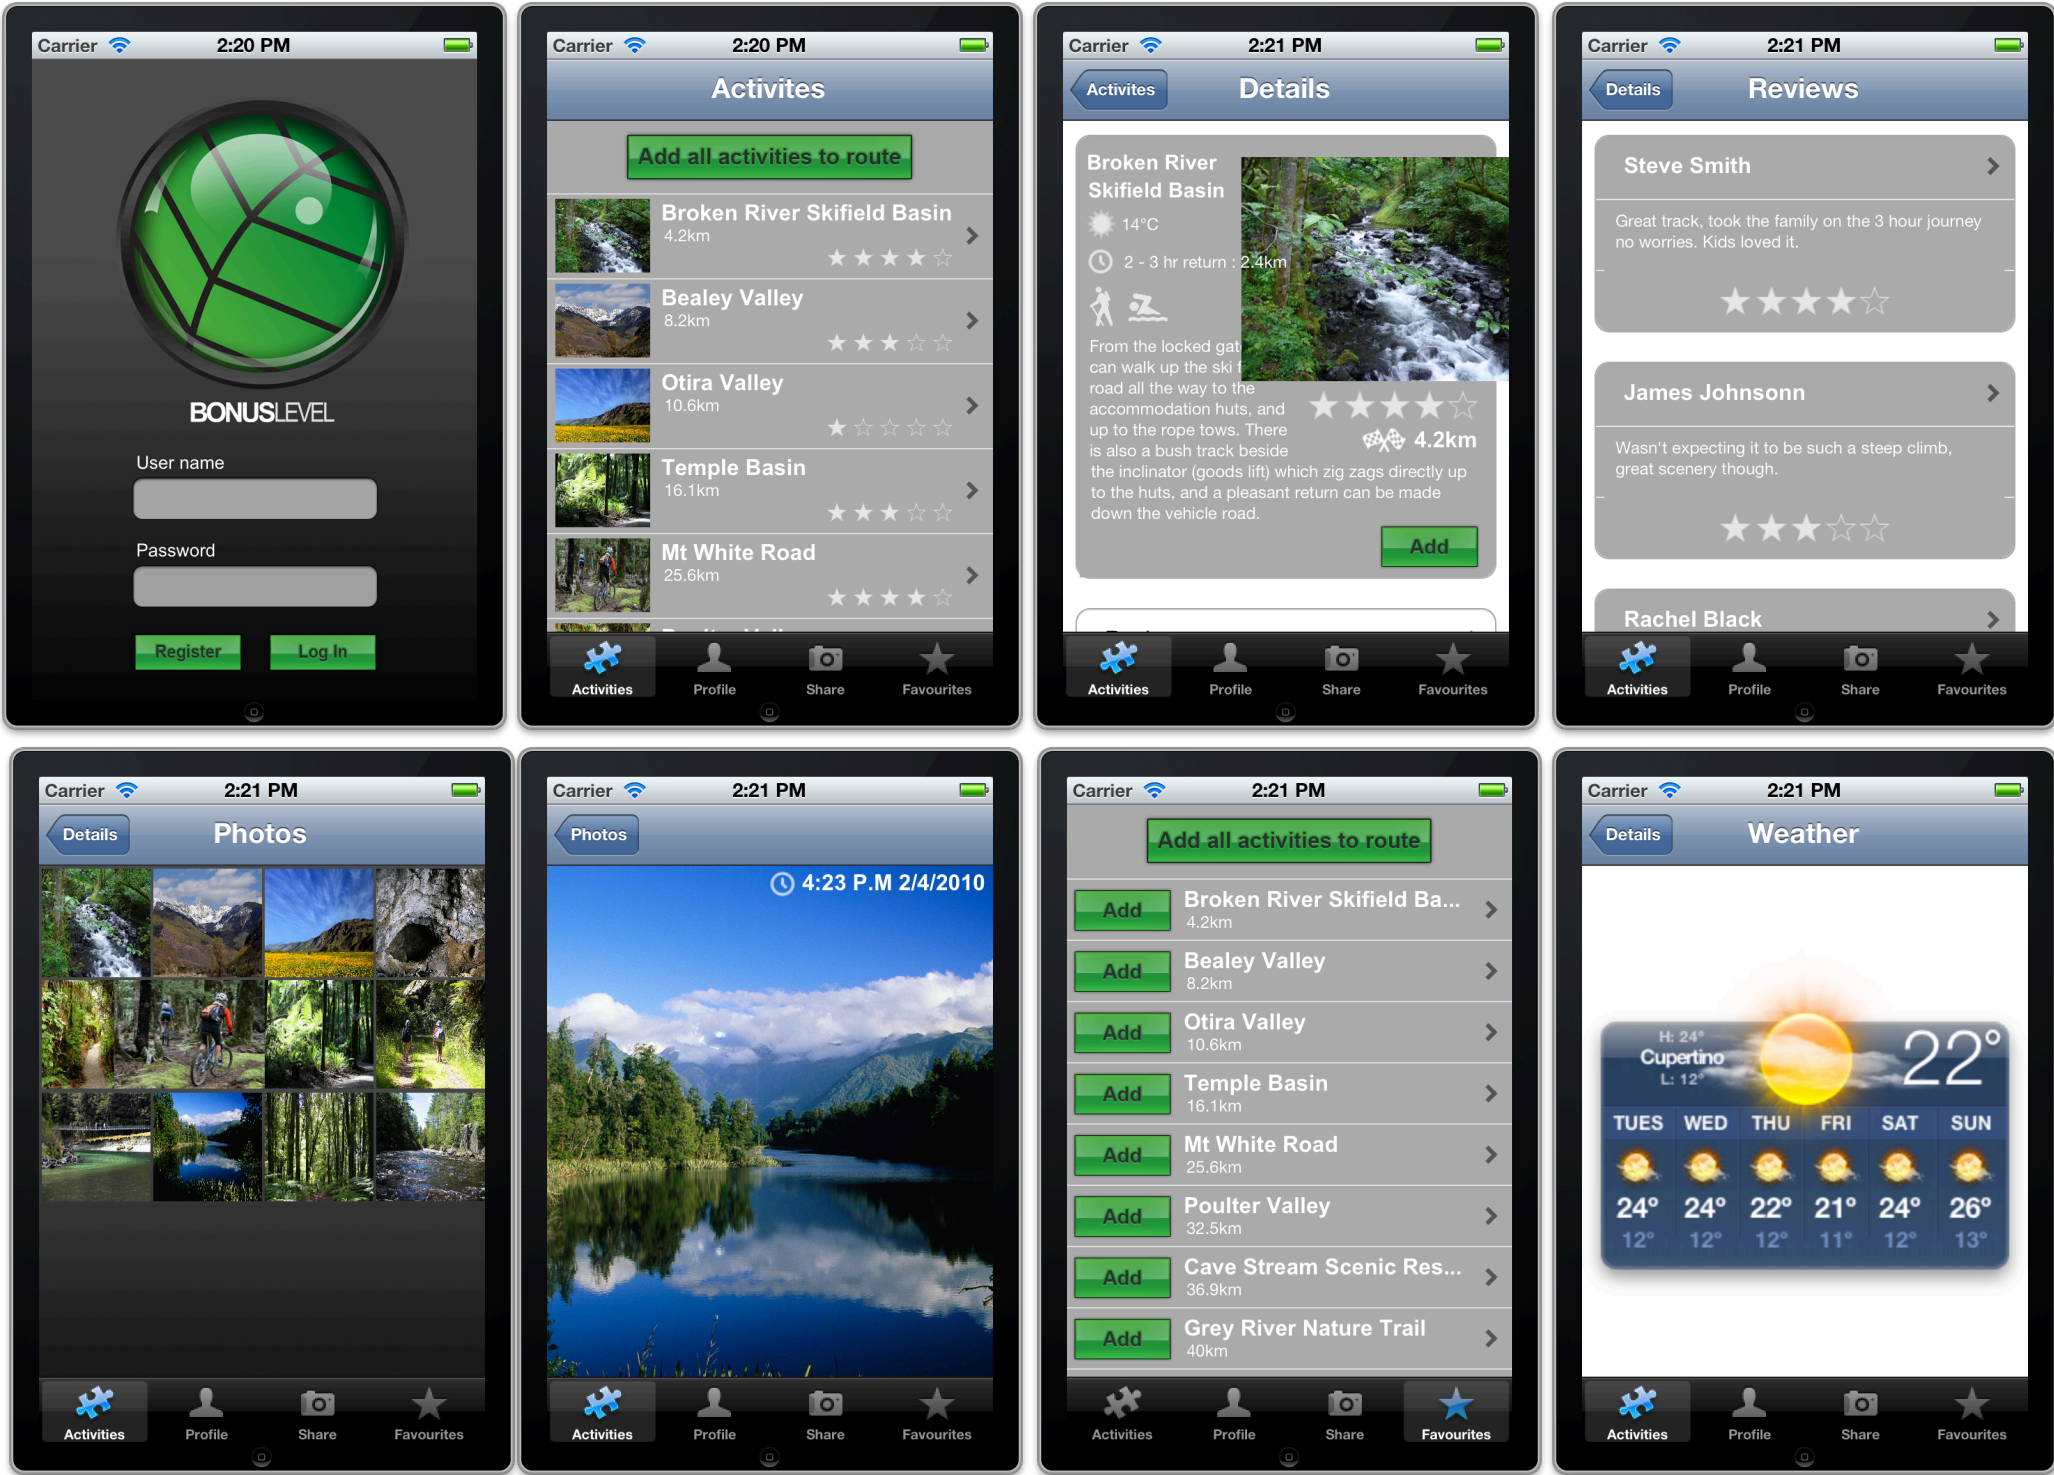 Carrier 2:20 PM
BONUSLEVEL
User name
Password
Register Log In
Carrier 2:20 PM
Activites
Add all activities to route
Broken River Skifield Basin
4.2km
Bealey Valley
8.2km
Otira Valley
10.6km
Temple Basin
16.1km
Mt White Road
25.6km
Activities Profile Share Favourites
Carrier 2:21 PM
Activites Details
Broken River
Skifield Basin
14°C
2 - 3 hr return : 2.4km
From the locked gat
can walk up the ski f
road all the way to the
accommodation huts, and
up to the rope tows. There
is also a bush track beside
the inclinator (goods lift) which zig zags directly up
to the huts, and a pleasant return can be made
down the vehicle road.
4.2km
Add
Activities Profile Share Favourites
Carrier 2:21 PM
Details Reviews
Steve Smith
Great track, took the family on the 3 hour journey
no worries. Kids loved it.
James Johnsonn
Wasn't expecting it to be such a steep climb,
great scenery though.
Rachel Black
Activities Profile Share Favourites
Carrier 2:21 PM
Details Photos
Activities Profile Share Favourites
Carrier 2:21 PM
Photos
4:23 P.M 2/4/2010
Activities Profile Share Favourites
Carrier 2:21 PM
Add all activities to route
Add Broken River Skifield Ba...
4.2km
Add Bealey Valley
8.2km
Add Otira Valley
10.6km
Add Temple Basin
16.1km
Add Mt White Road
25.6km
Add Poulter Valley
32.5km
Add Cave Stream Scenic Res...
36.9km
Add Grey River Nature Trail
40km
Activities Profile Share Favourites
Carrier 2:21 PM
Details Weather
H: 24°
Cupertino
L: 12°
22°
TUES WED THU FRI SAT SUN
24° 24° 22° 21° 24° 26°
12° 12° 12° 11° 12° 13°
Activities Profile Share Favourites